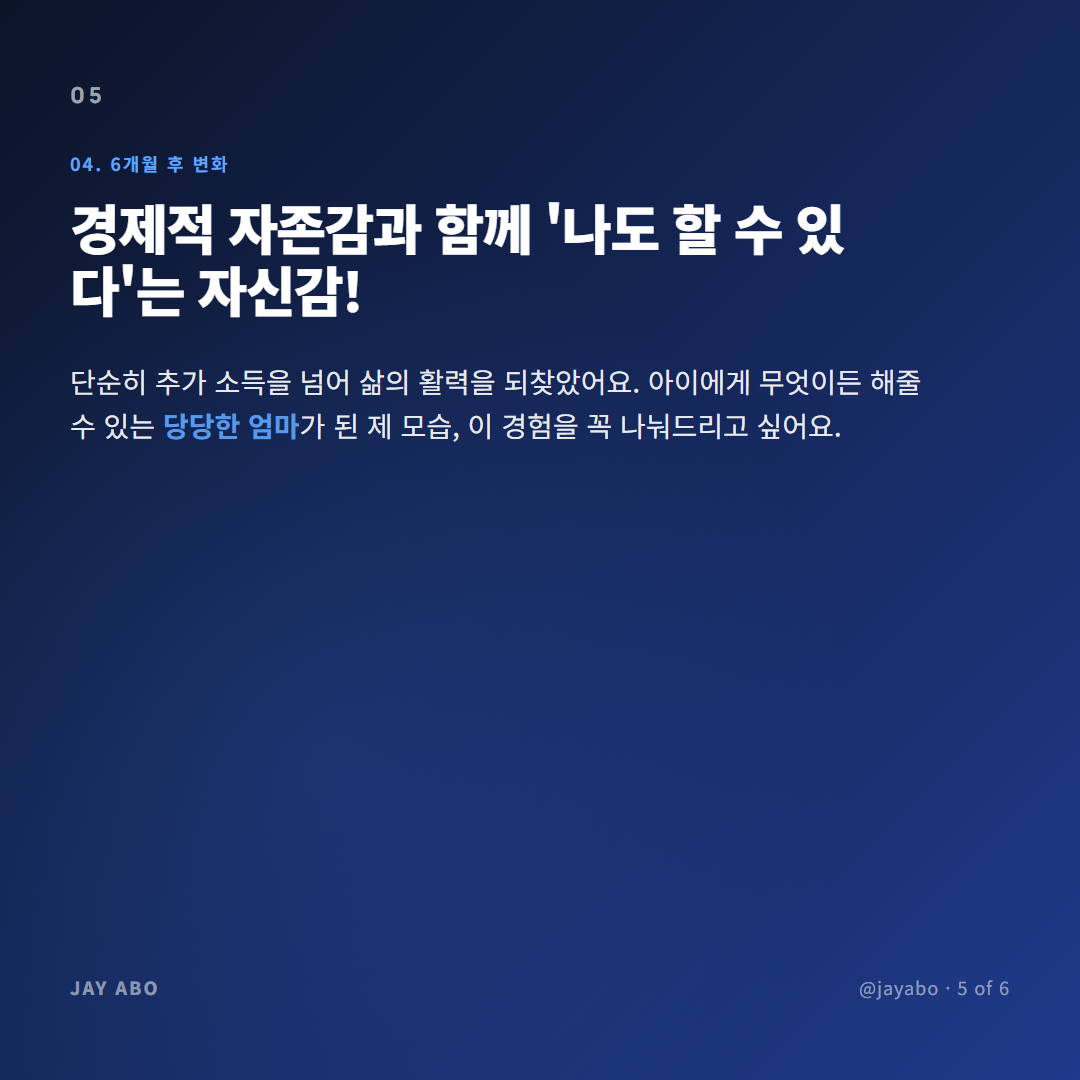 05
04. 6개월 후 변화
경제적 자존감과 함께 '나도 할 수 있
다'는 자신감!
단순히 추가 소득을 넘어 삶의 활력을 되찾았어요. 아이에게 무엇이든 해줄
수 있는 당당한 엄마가 된 제 모습, 이 경험을 꼭 나눠드리고 싶어요.
JAY ABO
@jayabo · 5 of 6